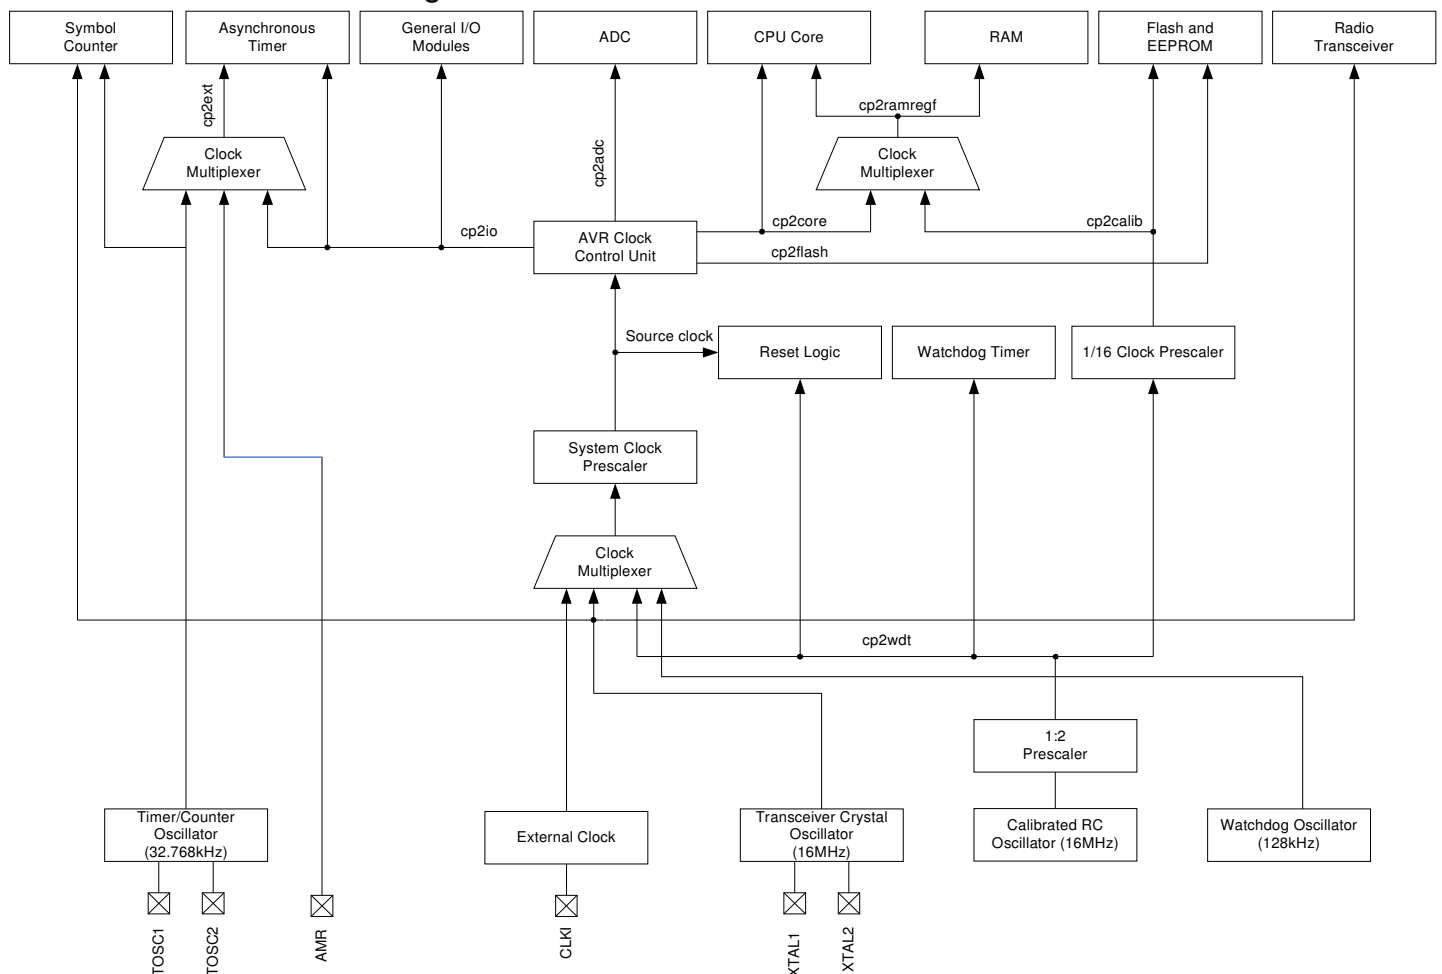 Symbol
Counter
Asynchronous
Timer
General I/O
Modules
ADC
CPU Core
RAM
Flash and
EEPROM
Radio
Transceiver
cp2ext
cp2ramregf
Clock
Multiplexer
cp2adc
Clock
Multiplexer
cp2io
AVR Clock
Control Unit
cp2core
cp2calib
cp2flash
Source clock
Reset Logic
Watchdog Timer
1/16 Clock Prescaler
System Clock
Prescaler
Clock
Multiplexer
cp2wdt
1:2
Prescaler
Timer/Counter
Oscillator
(32.768kHz)
External Clock
Transceiver Crystal
Oscillator
(16MHz)
Calibrated RC
Oscillator (16MHz)
Watchdog Oscillator
(128kHz)
TOSC1
TOSC2
AMR
CLKI
XTAL1
XTAL2